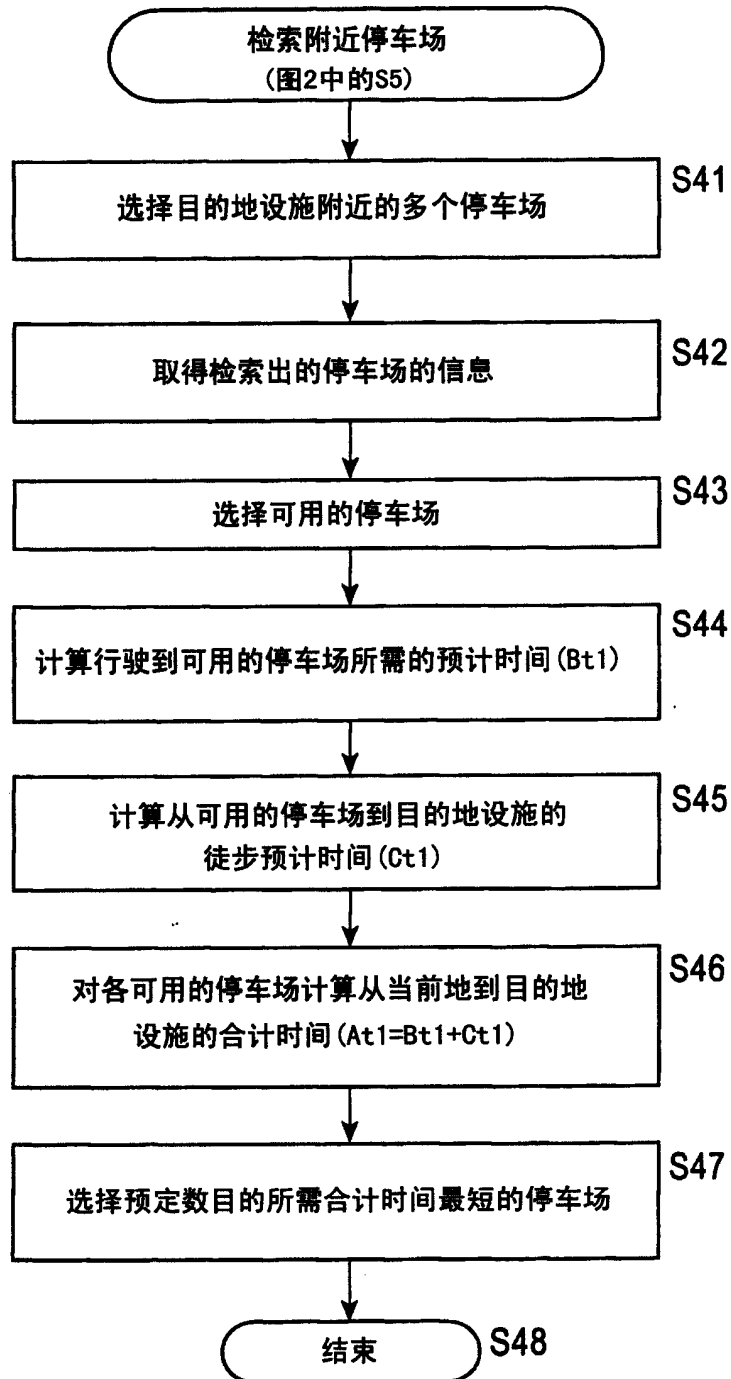 检索附近停车场
(图2中的S5)
S41
选择目的地设施附近的多个停车场
S42
取得检索出的停车场的信息
S43
选择可用的停车场
S44
计算行驶到可用的停车场所需的预计时间(Bt1)
S45
计算从可用的停车场到目的地设施的
徒步预计时间(Ct1)
S46
对各可用的停车场计算从当前地到目的地
设施的合计时间(At1=Bt1+Ct1)
S47
选择预定数目的所需合计时间最短的停车场
结束
S48